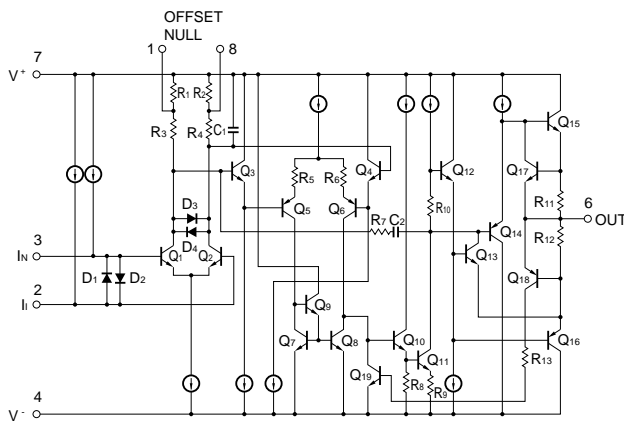 OFFSET
NULL
1 8
7
V+
R1 R2
R3 R4 C1
Q15
Q3 Q4 Q12 Q17
R5 R6
R11
6
OUT
D3
Q5 Q6 R7 C2 R10 Q14
R12
3
IN
D4
Q1 Q2
Q13
D1 D2
Q18
2
II
Q9
Q7 Q8 Q10 Q11 Q16
R13
Q19 R8 R9
4
V-